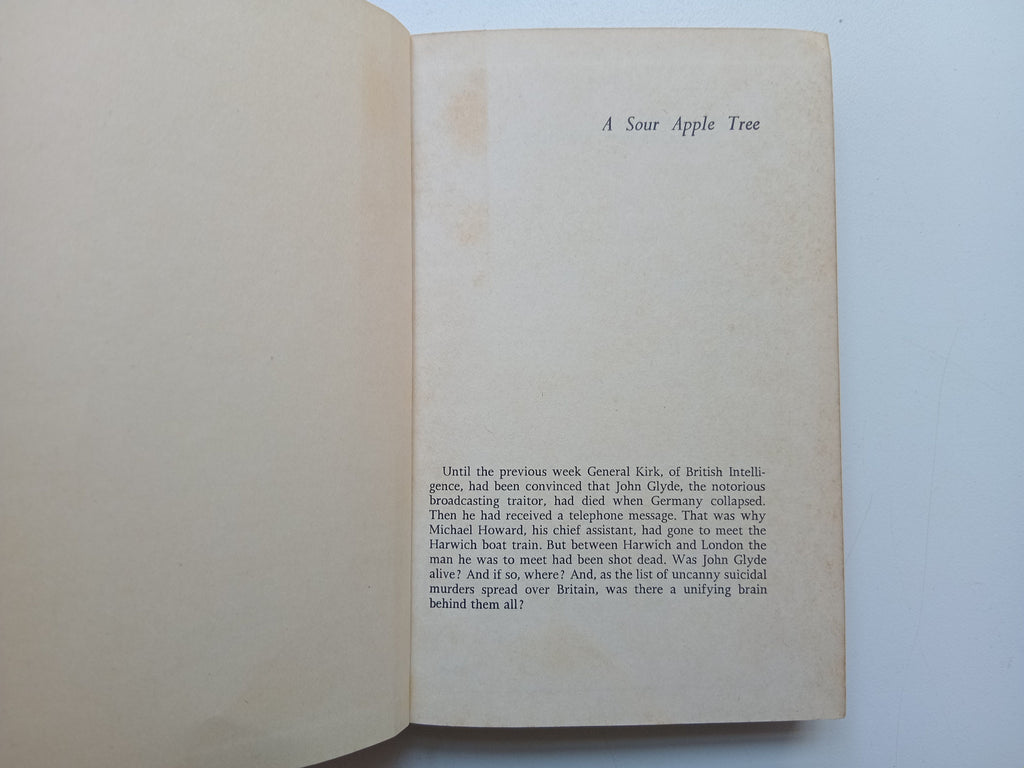 A Sour Apple Tree
Until the previous week General Kirk, of British Intelli-
gence, had been convinced that John Glyde, the notorious
broadcasting traitor, had died when Germany collapsed.
Then he had received a telephone message. That was why
Michael Howard, his chief assistant, had gone to meet the
Harwich boat train. But between Harwich and London the
man he was to meet had been shot dead. Was John Glyde
alive? And if so, where? And, as the list of uncanny suicidal
murders spread over Britain, was there a unifying brain
behind them all?